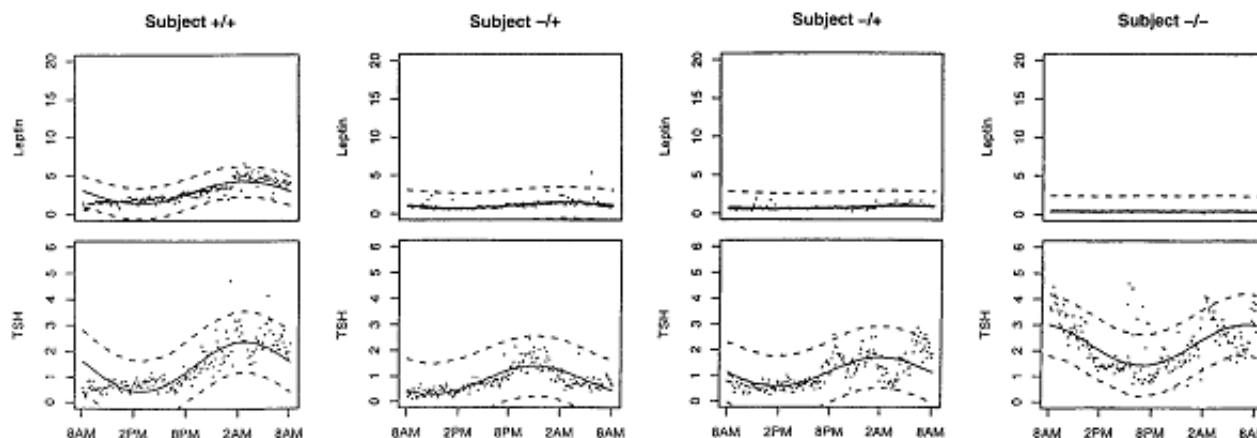 Subject +/+ Subject –/+ Subject –/+ Subject –/–
Leptin 20 15 10 5 0 Leptin 20 15 10 5 0 Leptin 20 15 10 5 0 Leptin 20 15 10 5 0
TSH 6 5 4 3 2 1 0 TSH 6 5 4 3 2 1 0 TSH 6 5 4 3 2 1 0 TSH 6 5 4 3 2 1 0
8AM 2PM 8PM 2AM 8AM 8AM 2PM 8PM 2AM 8AM 8AM 2PM 8PM 2AM 8AM 8AM 2PM 8PM 2AM